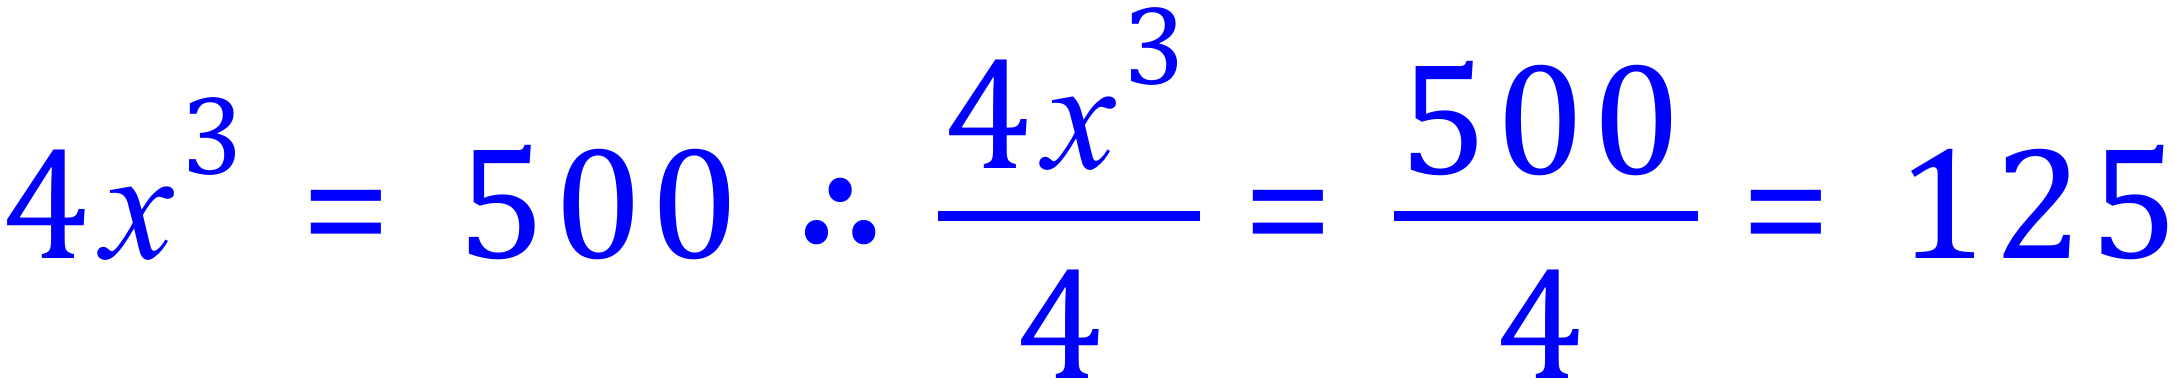 4x³ = 500 ∴ 4x³/4 = 500/4 = 125